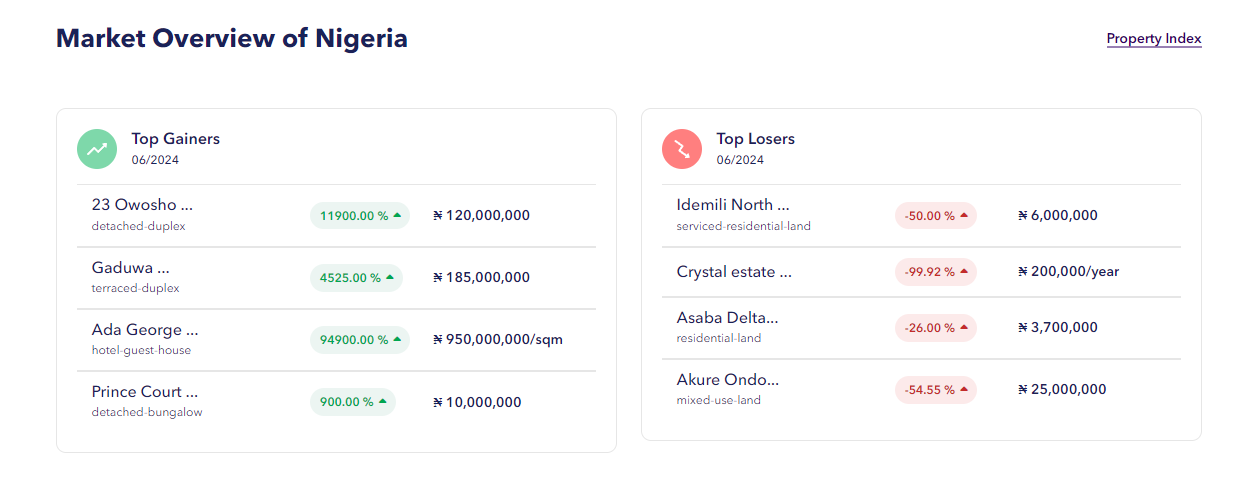 Market Overview of Nigeria
Property Index
Top Gainers
06/2024
23 Owosho ...
detached-duplex
11900.00 %
₦ 120,000,000
Gaduwa ...
terraced-duplex
4525.00 %
₦ 185,000,000
Ada George ...
hotel-guest-house
94900.00 %
₦ 950,000,000/sqm
Prince Court ...
detached-bungalow
900.00 %
₦ 10,000,000
Top Losers
06/2024
Idemili North ...
serviced-residential-land
-50.00 %
₦ 6,000,000
Crystal estate ...
-99.92 %
₦ 200,000/year
Asaba Delta...
residential-land
-26.00 %
₦ 3,700,000
Akure Ondo...
mixed-use-land
-54.55 %
₦ 25,000,000